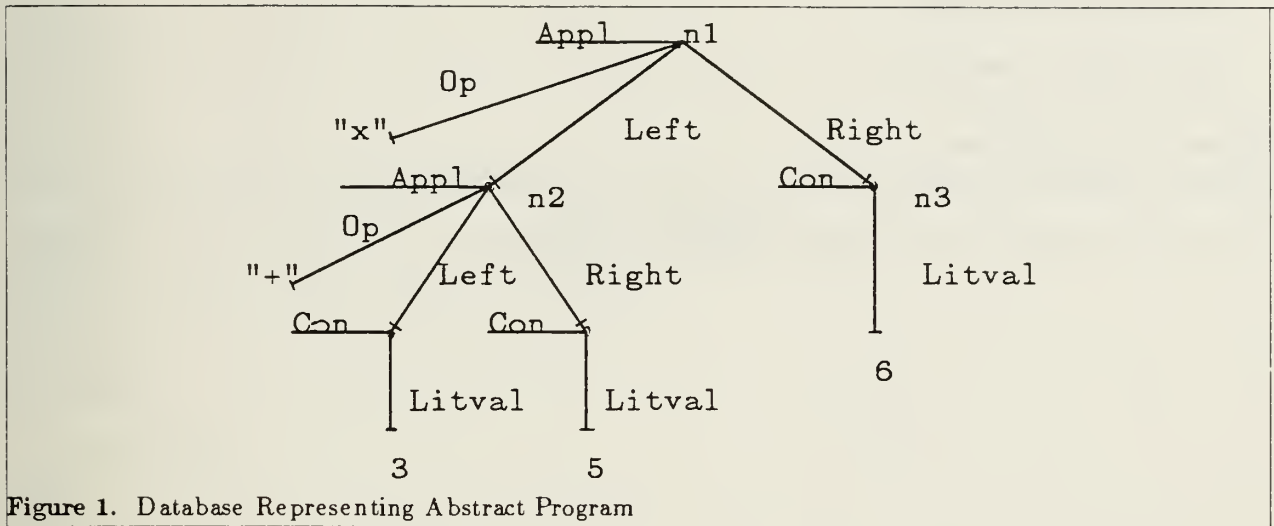 Appl n1
Op
"x" Left Right
Appl n2 Con n3
Op
"+" Left Right Litval
Con Con
6
Litval Litval
3 5
Figure 1. Database Representing Abstract Program